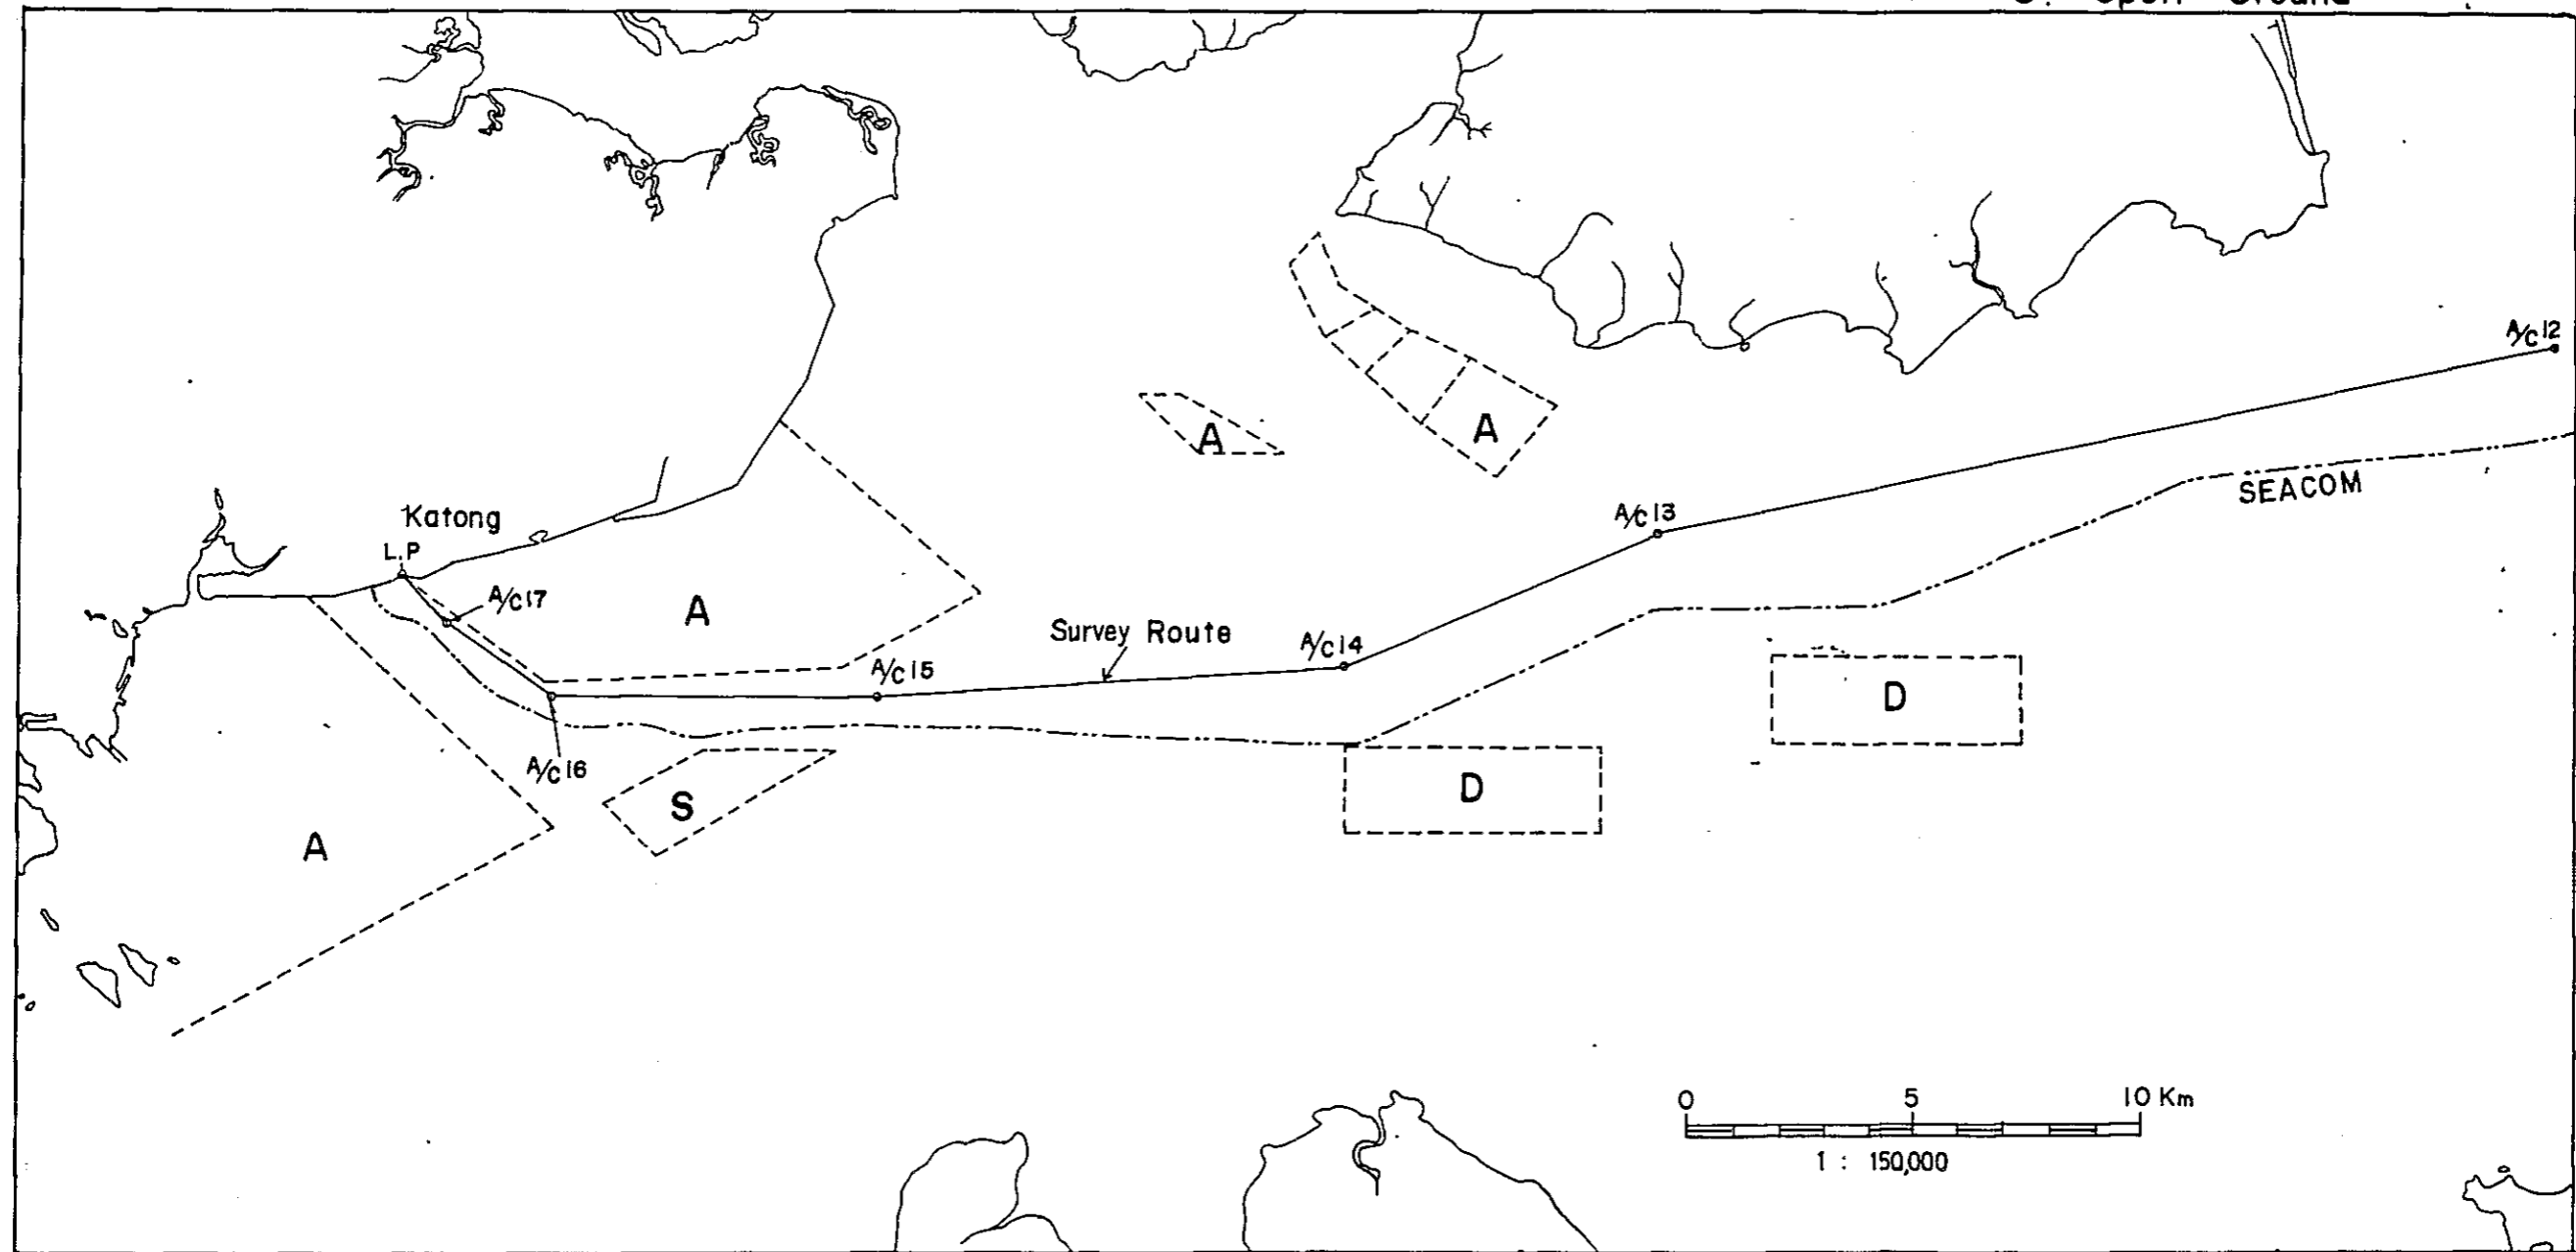 A/C 12
SEACOM
A
A
Katong
A/C 13
L.P
A/C 17
A
Survey Route
A/C 14
A/C 15
D
A/C 16
S
D
A
0 5 10 Km
1 : 150,000